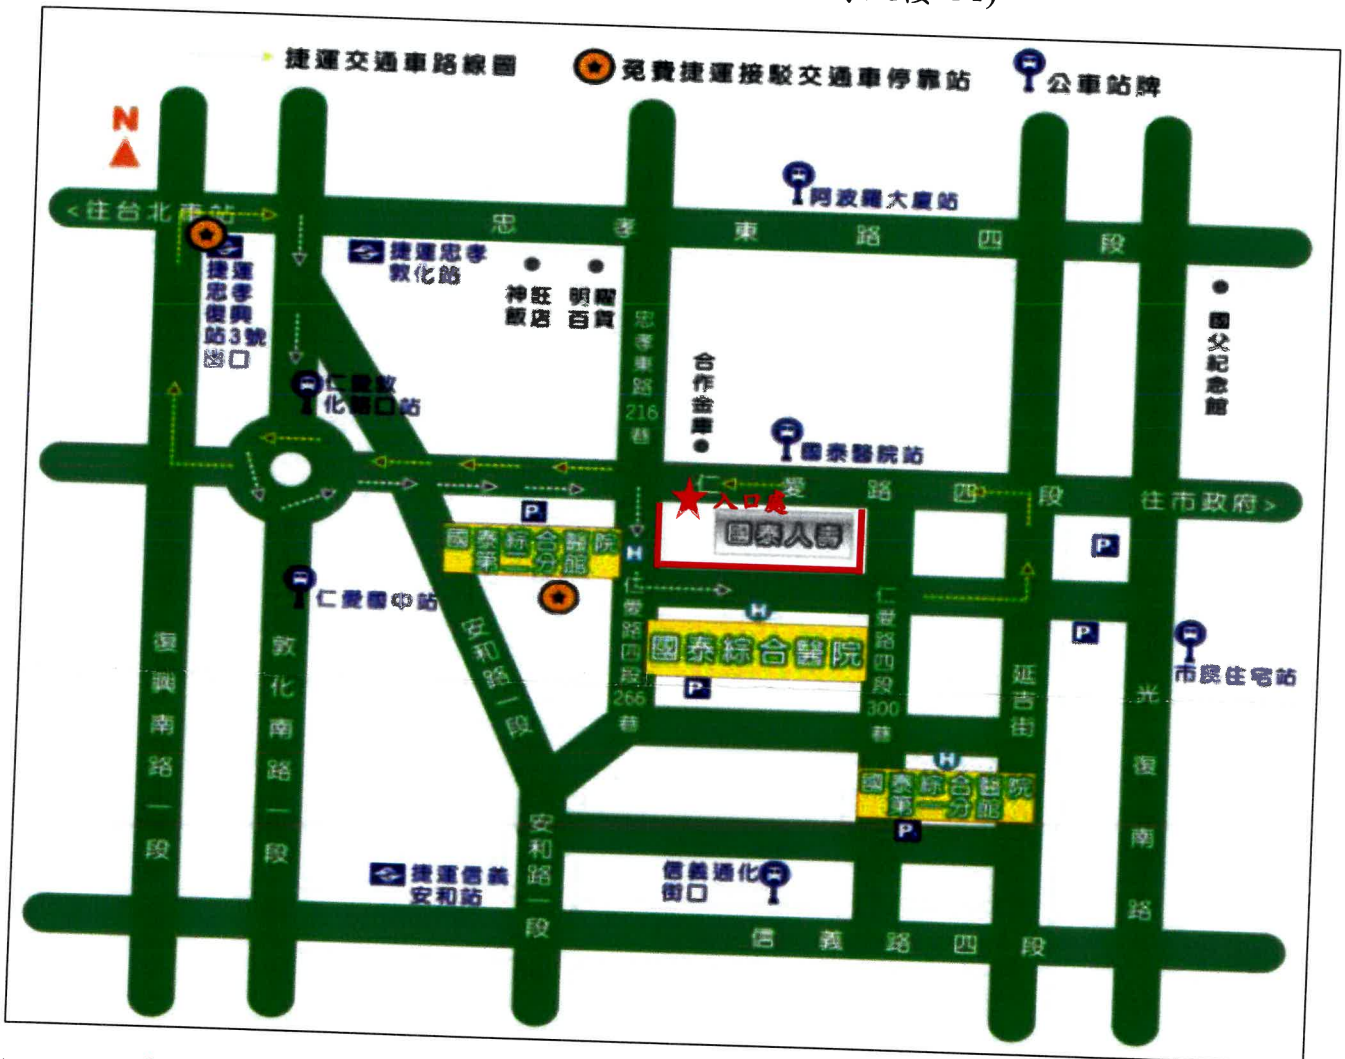 捷運交通車路線圖
免費捷運接駁交通車停靠站
公車站牌
N
阿波羅大廈站
<往台北車站
忠孝東路四段
捷運
忠孝
復興
站3號
出口
捷運忠孝
敦化站
神旺
飯店
明曜
百貨
忠孝東路216巷
合作金庫
國父紀念館
仁愛敦
化路口站
國泰醫院站
仁愛路四段
往市政府>
入口處
國泰人壽
P
國泰綜合醫院
第二分館
H
P
仁愛國中站
H
國泰綜合醫院
P
P
市民住宅站
仁愛路四段266巷
仁愛路四段300巷
延吉街
復興南路一段
敦化南路一段
安和路一段
光復南路
H
國泰綜合醫院
第一分館
P
安和路一段
捷運信義
安和站
信義通化
街口
信義路四段